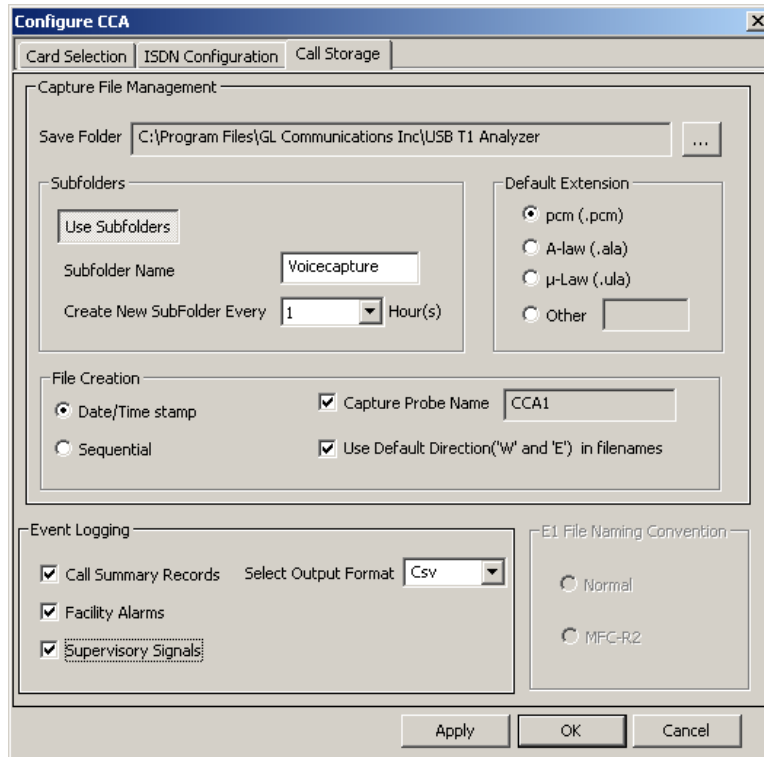 Configure CCA
Card Selection ISDN Configuration Call Storage
Capture File Management
Save Folder C:\Program Files\GL Communications Inc\USB T1 Analyzer ...
Subfolders
Use Subfolders
Subfolder Name Voicecapture
Create New SubFolder Every 1 Hour(s)
Default Extension
pcm (.pcm)
A-law (.ala)
µ-Law (.ula)
Other
File Creation
Date/Time stamp
Sequential
Capture Probe Name CCA1
Use Default Direction('W' and 'E') in filenames
Event Logging
Call Summary Records Select Output Format Csv
Facility Alarms
Supervisory Signals
E1 File Naming Convention
Normal
MFC-R2
Apply OK Cancel